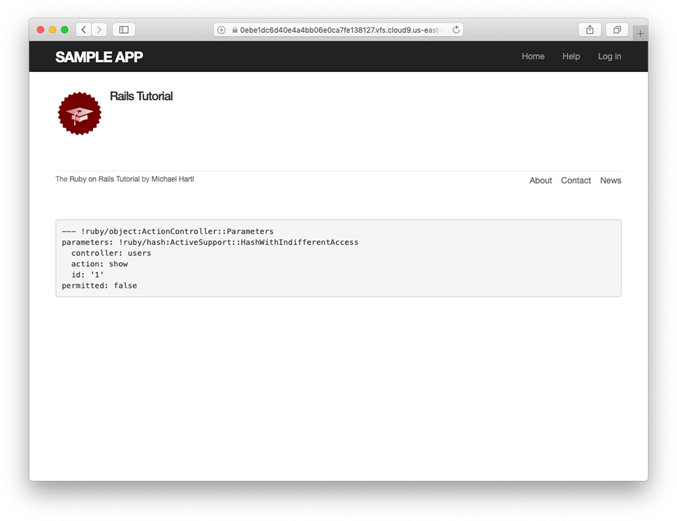 0ebe1dc6d40e4a4bb06e0ca7fe138127.vfs.cloud9.us-east-
SAMPLE APP
Home Help Log in
Rails Tutorial
The Ruby on Rails Tutorial by Michael Hartl
About Contact News
--- !ruby/object:ActionController::Parameters
parameters: !ruby/hash:ActiveSupport::HashWithIndifferentAccess
  controller: users
  action: show
  id: '1'
permitted: false